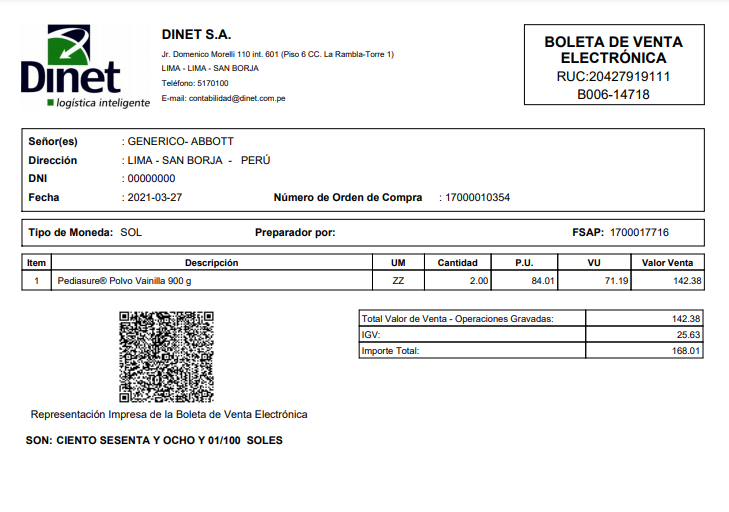 Dinet
logística inteligente
DINET S.A.
Jr. Domenico Morelli 110 int. 601 (Piso 6 CC. La Rambla-Torre 1)
LIMA - LIMA - SAN BORJA
Teléfono: 5170100
E-mail: contabilidad@dinet.com.pe
BOLETA DE VENTA
ELECTRÓNICA
RUC:20427919111
B006-14718
Señor(es) : GENERICO- ABBOTT
Dirección : LIMA - SAN BORJA - PERÚ
DNI : 00000000
Fecha : 2021-03-27 Número de Orden de Compra : 17000010354
Tipo de Moneda: SOL Preparador por: FSAP: 1700017716
Item Descripción UM Cantidad P.U. VU Valor Venta
1 Pediasure® Polvo Vainilla 900 g ZZ 2.00 84.01 71.19 142.38
Total Valor de Venta - Operaciones Gravadas: 142.38
IGV: 25.63
Importe Total: 168.01
Representación Impresa de la Boleta de Venta Electrónica
SON: CIENTO SESENTA Y OCHO Y 01/100 SOLES